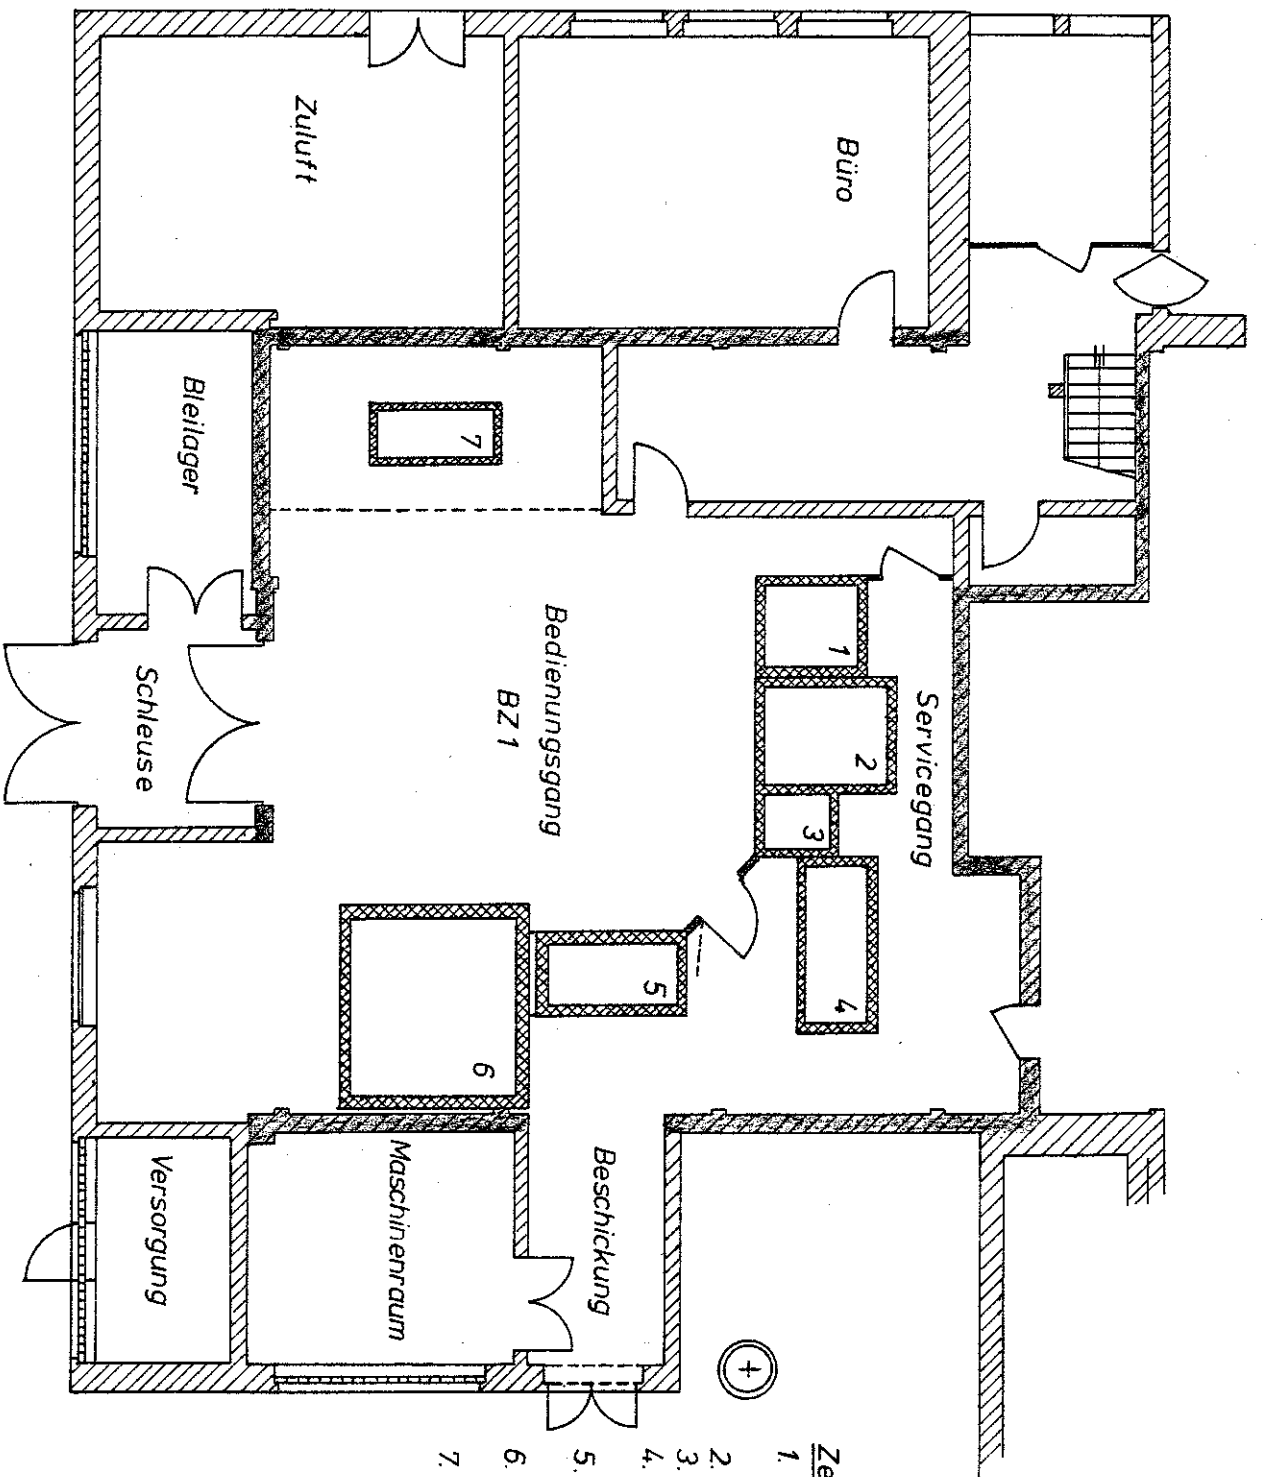 Zuluft
Büro
Bleilager
7
Schleuse
Bedienungsgang
BZ 1
Servicegang
1
2
3
4
5
6
Versorgung
Maschinenraum
Beschickung
Ze
1.
2.
3.
4.
5.
6.
7.